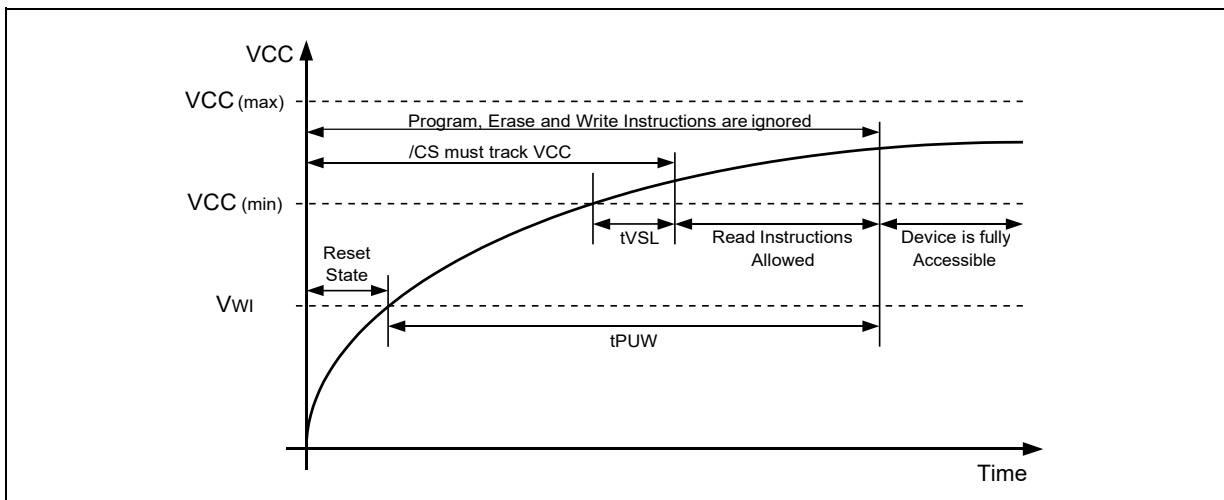 VCC
VCC (max)
Program, Erase and Write Instructions are ignored
/CS must track VCC
VCC (min)
tVSL
Read Instructions
Allowed
Device is fully
Accessible
Reset
State
VWI
tPUW
Time